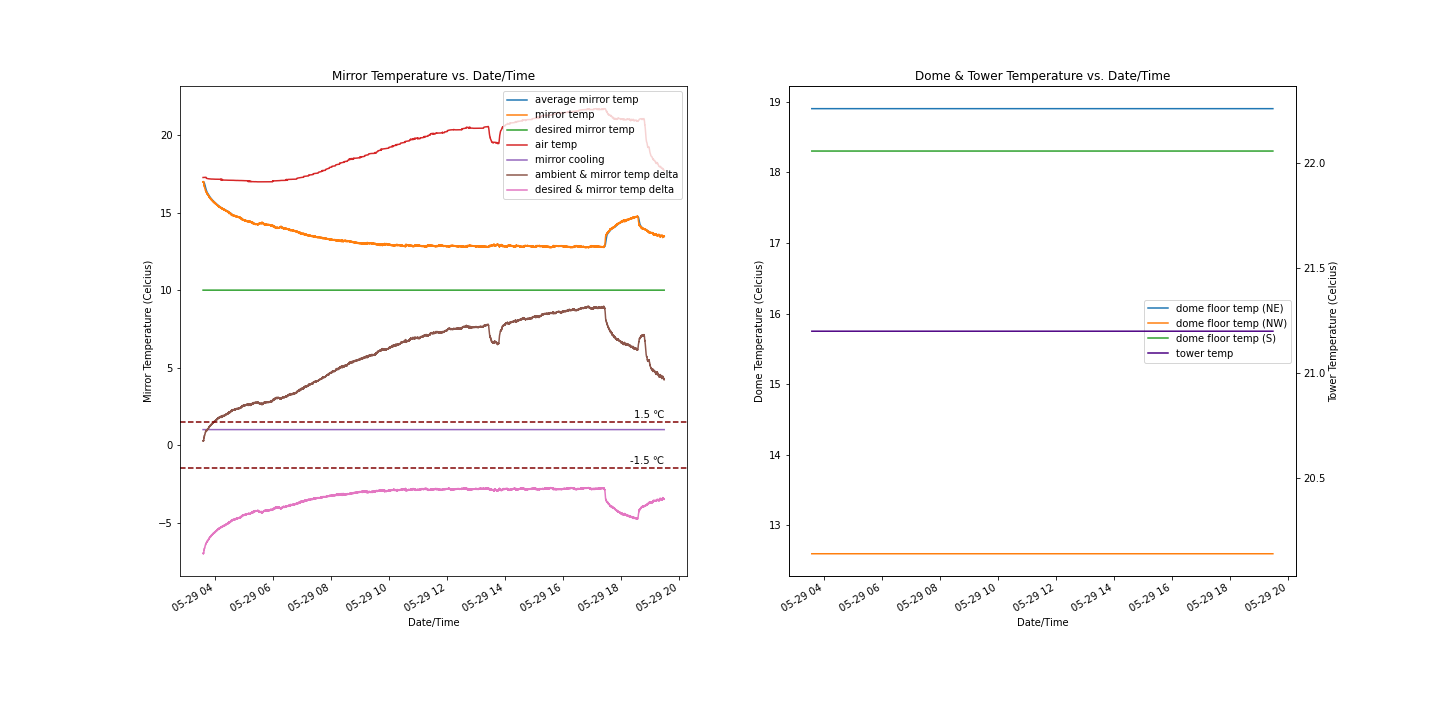 Mirror Temperature vs. Date/Time
Mirror Temperature (Celcius)
20
15
10
5
0
−5
average mirror temp
mirror temp
desired mirror temp
air temp
mirror cooling
ambient & mirror temp delta
desired & mirror temp delta
1.5 °C
-1.5 °C
05-29 04
05-29 06
05-29 08
05-29 10
05-29 12
05-29 14
05-29 16
05-29 18
05-29 20
Date/Time
Dome & Tower Temperature vs. Date/Time
Dome Temperature (Celcius)
19
18
17
16
15
14
13
dome floor temp (NE)
dome floor temp (NW)
dome floor temp (S)
tower temp
22.0
21.5
21.0
20.5
Tower Temperature (Celcius)
05-29 04
05-29 06
05-29 08
05-29 10
05-29 12
05-29 14
05-29 16
05-29 18
05-29 20
Date/Time